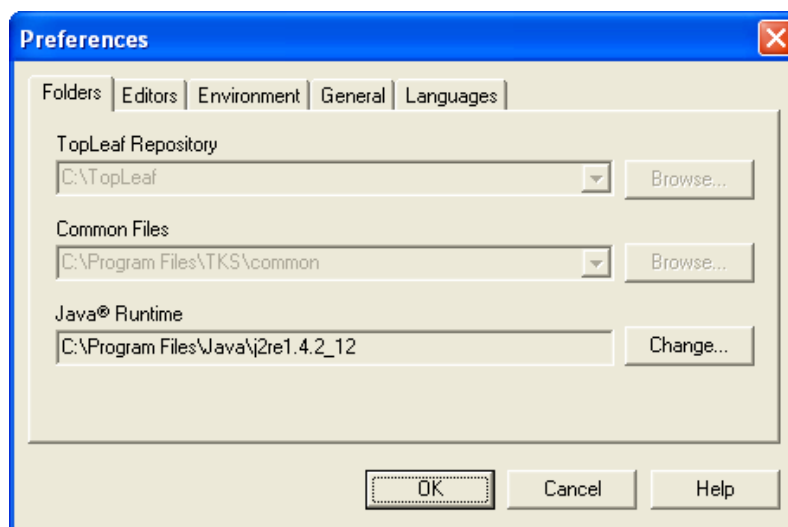 Preferences
Folders Editors Environment General Languages
TopLeaf Repository
C:\TopLeaf Browse...
Common Files
C:\Program Files\TKS\common Browse...
Java® Runtime
C:\Program Files\Java\j2re1.4.2_12 Change...
OK Cancel Help